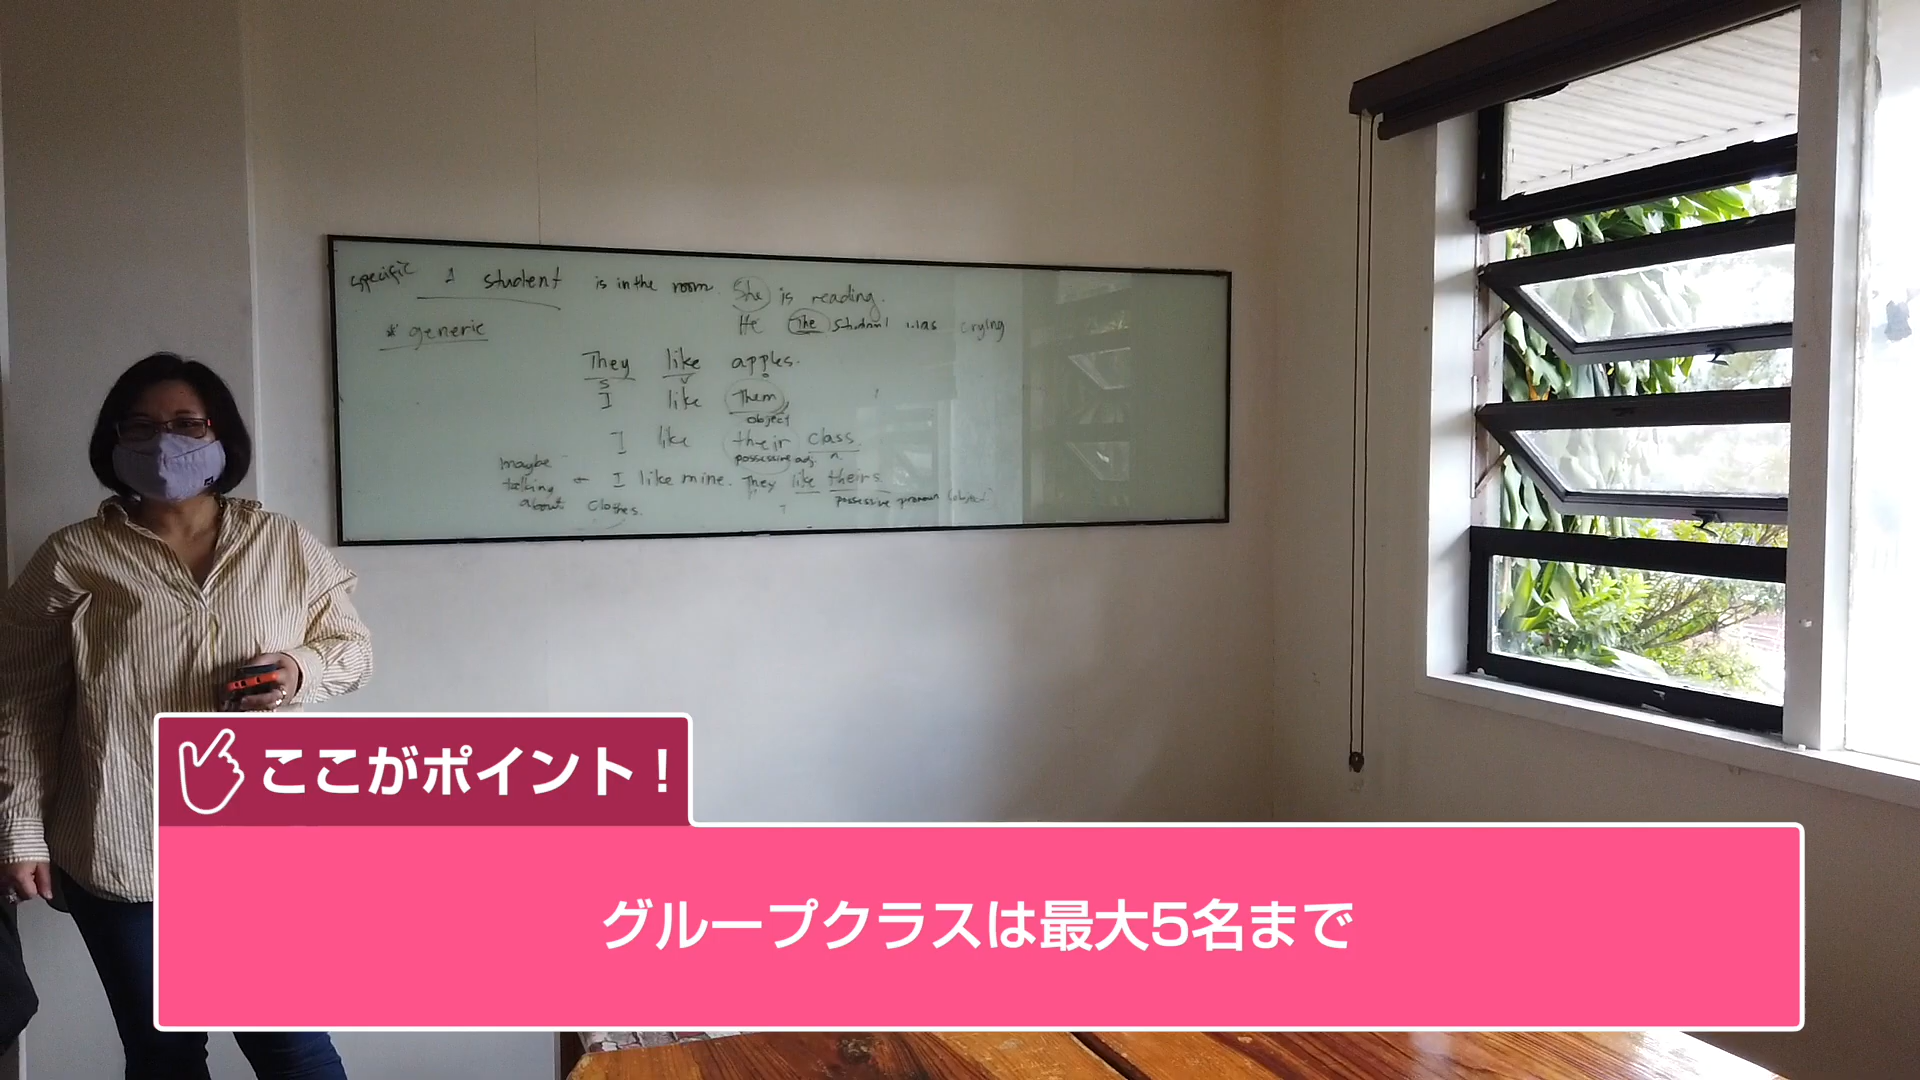 specific 1 student is in the room. She is reading.
* generic He The student was crying
They like apples.
S V O
I like Them,
object
I like their class.
possessive adj. n
maybe talking about clothes. - I like mine. They like theirs.
possessive pronoun (object)
ここがポイント！
グループクラスは最大5名まで